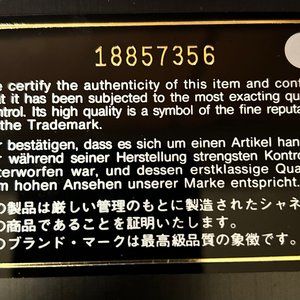 18857356
e certify the authenticity of this item and con
at it has been subjected to the most exacting qu
ntrol. Its high quality is a symbol of the fine reputa
the Trademark.
r bestätigen, dass es sich um einen Artikel han
r während seiner Herstellung strengsten Kontro
terworfen war, und dessen erstklassige Qua
m hohen Ansehen unserer Marke entspricht.
の製品は厳しい管理のもとに製造されたシャネ
の商品であることを証明いたします。
のブランド・マークは最高級品質の象徴です。